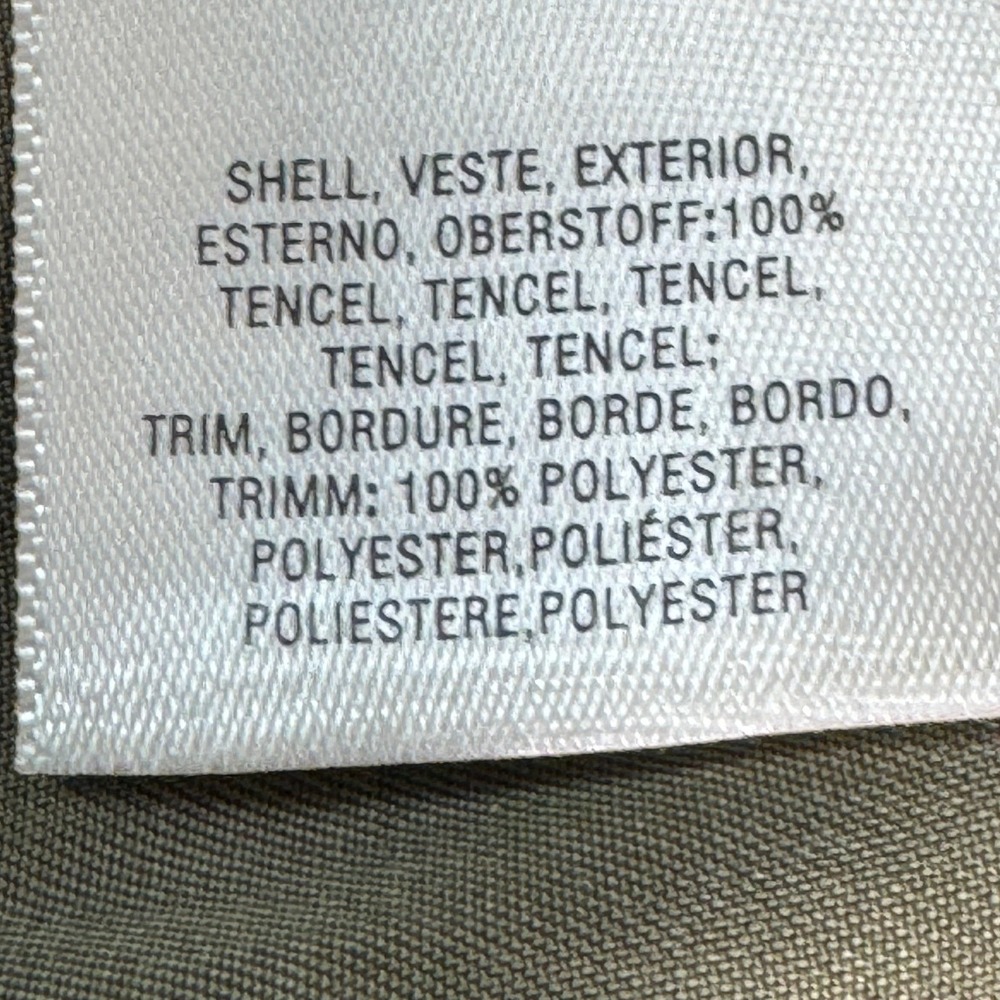 SHELL, VESTE, EXTERIOR,
ESTERNO, OBERSTOFF:100%
TENCEL, TENCEL, TENCEL,
TENCEL, TENCEL;
TRIM, BORDURE, BORDE, BORDO,
TRIMM: 100% POLYESTER,
POLYESTER,POLIÉSTER,
POLIESTERE,POLYESTER